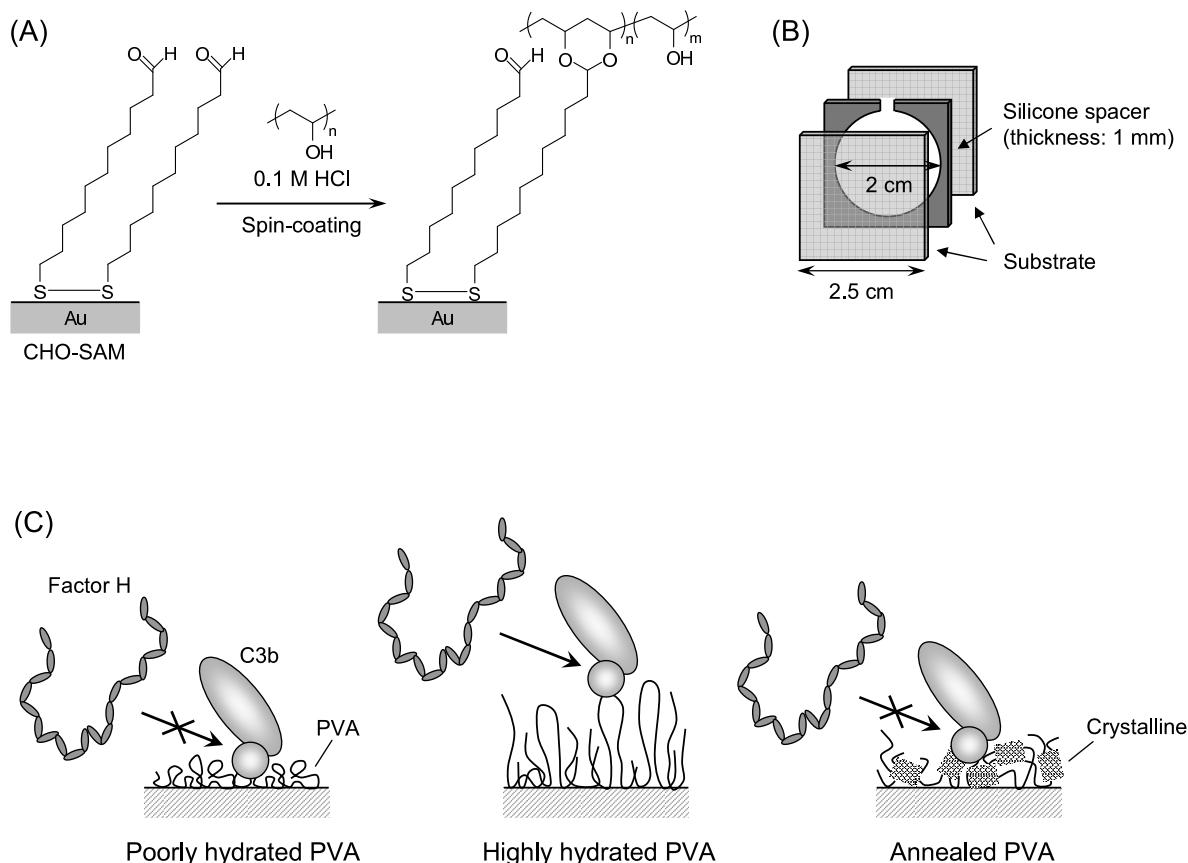 (A)
O
H
O
H
S
S
Au
CHO-SAM
n
OH
0.1 M HCl
Spin-coating
O
H
n
m
O
O
OH
S
S
Au
(B)
Silicone spacer
(thickness: 1 mm)
2 cm
Substrate
2.5 cm
(C)
Factor H
C3b
PVA
Crystalline
Poorly hydrated PVA
Highly hydrated PVA
Annealed PVA